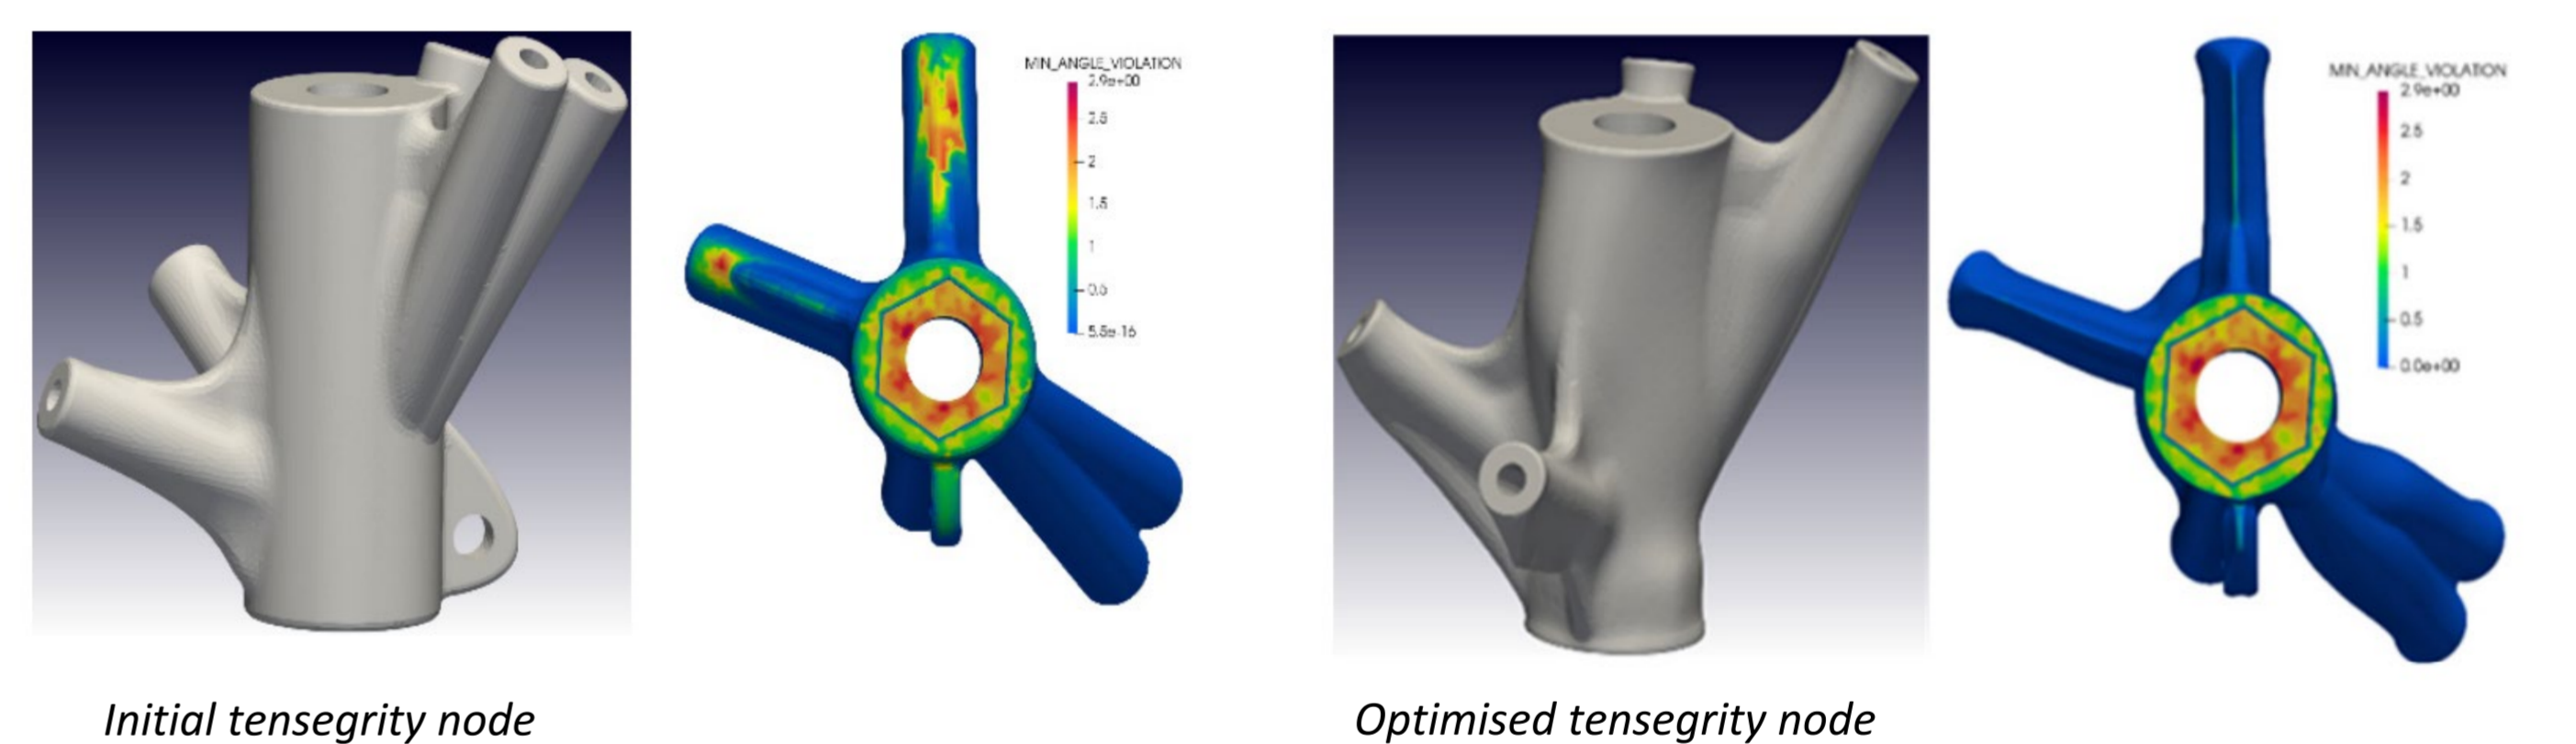 MIN_ANGLE_VIOLATION
2.9e+00
2.5
2
1.5
1
0.5
5.5e-16
MIN_ANGLE_VIOLATION
2.9e+00
2.5
2
1.5
1
0.5
0.0e+00
Initial tensegrity node
Optimised tensegrity node